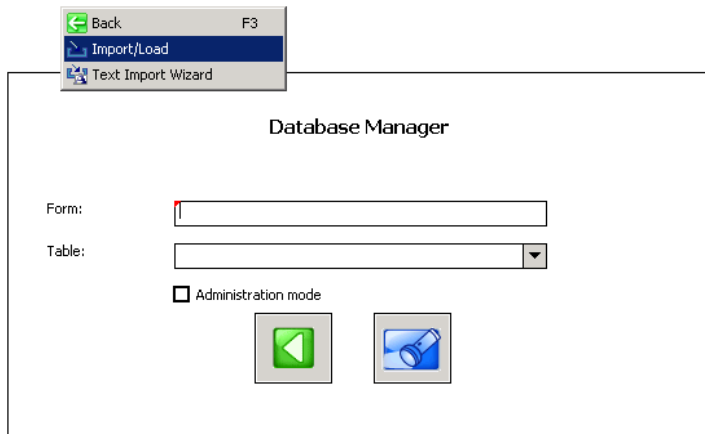 Back F3
Import/Load
Text Import Wizard
Database Manager
Form:
Table:
Administration mode